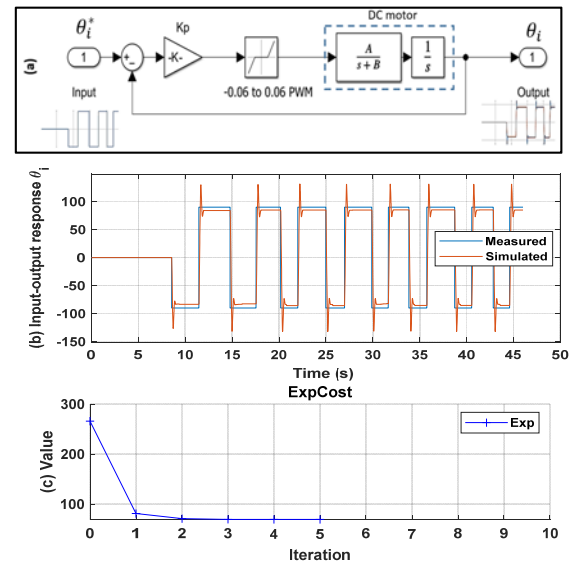 θ*i
Kp
DC motor
θi
(a)
1
+
-
-K-
A
s+B
1
s
1
Input
-0.06 to 0.06 PWM
Output
(b) Input-output response θi
100
50
0
-50
-100
-150
Measured
Simulated
0 5 10 15 20 25 30 35 40 45 50
Time (s)
ExpCost
(c) Value
300
200
100
Exp
0 1 2 3 4 5 6 7 8 9 10
Iteration